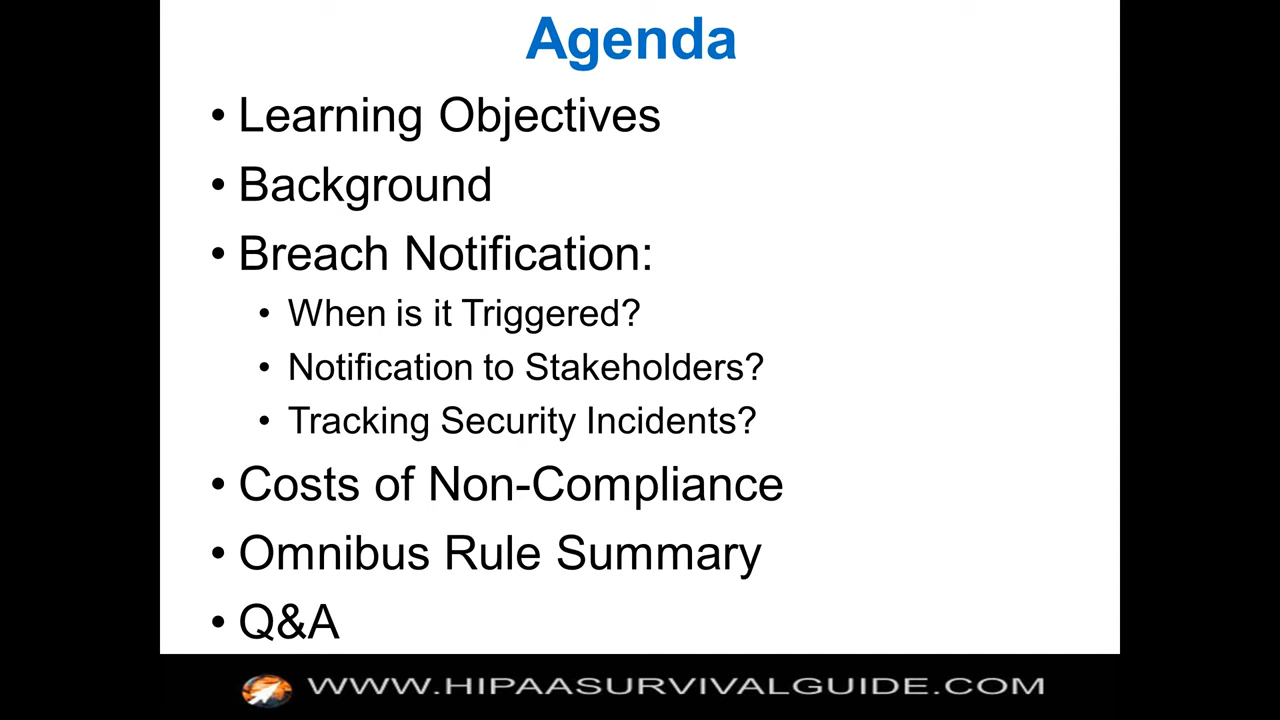 Agenda
• Learning Objectives
• Background
• Breach Notification:
• When is it Triggered?
• Notification to Stakeholders?
• Tracking Security Incidents?
• Costs of Non-Compliance
• Omnibus Rule Summary
• Q&A
WWW.HIPAASURVIVALGUIDE.COM